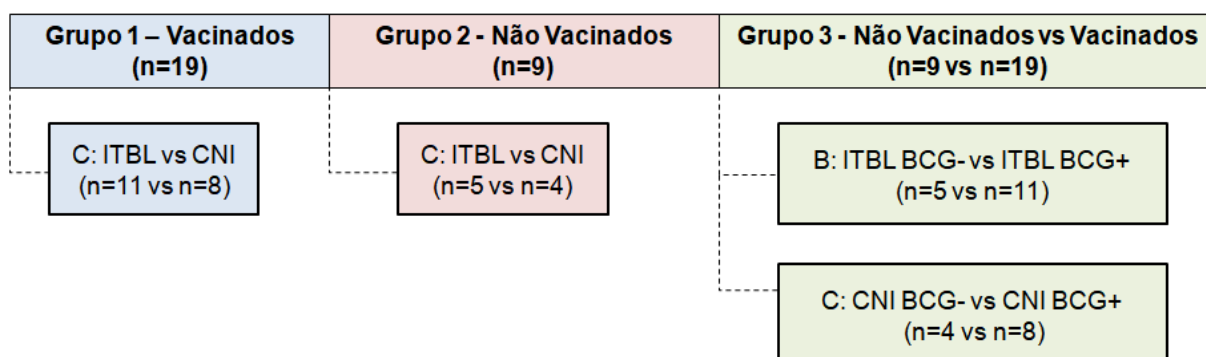 Grupo 1 – Vacinados
(n=19)
Grupo 2 - Não Vacinados
(n=9)
Grupo 3 - Não Vacinados vs Vacinados
(n=9 vs n=19)
C: ITBL vs CNI
(n=11 vs n=8)
C: ITBL vs CNI
(n=5 vs n=4)
B: ITBL BCG- vs ITBL BCG+
(n=5 vs n=11)
C: CNI BCG- vs CNI BCG+
(n=4 vs n=8)